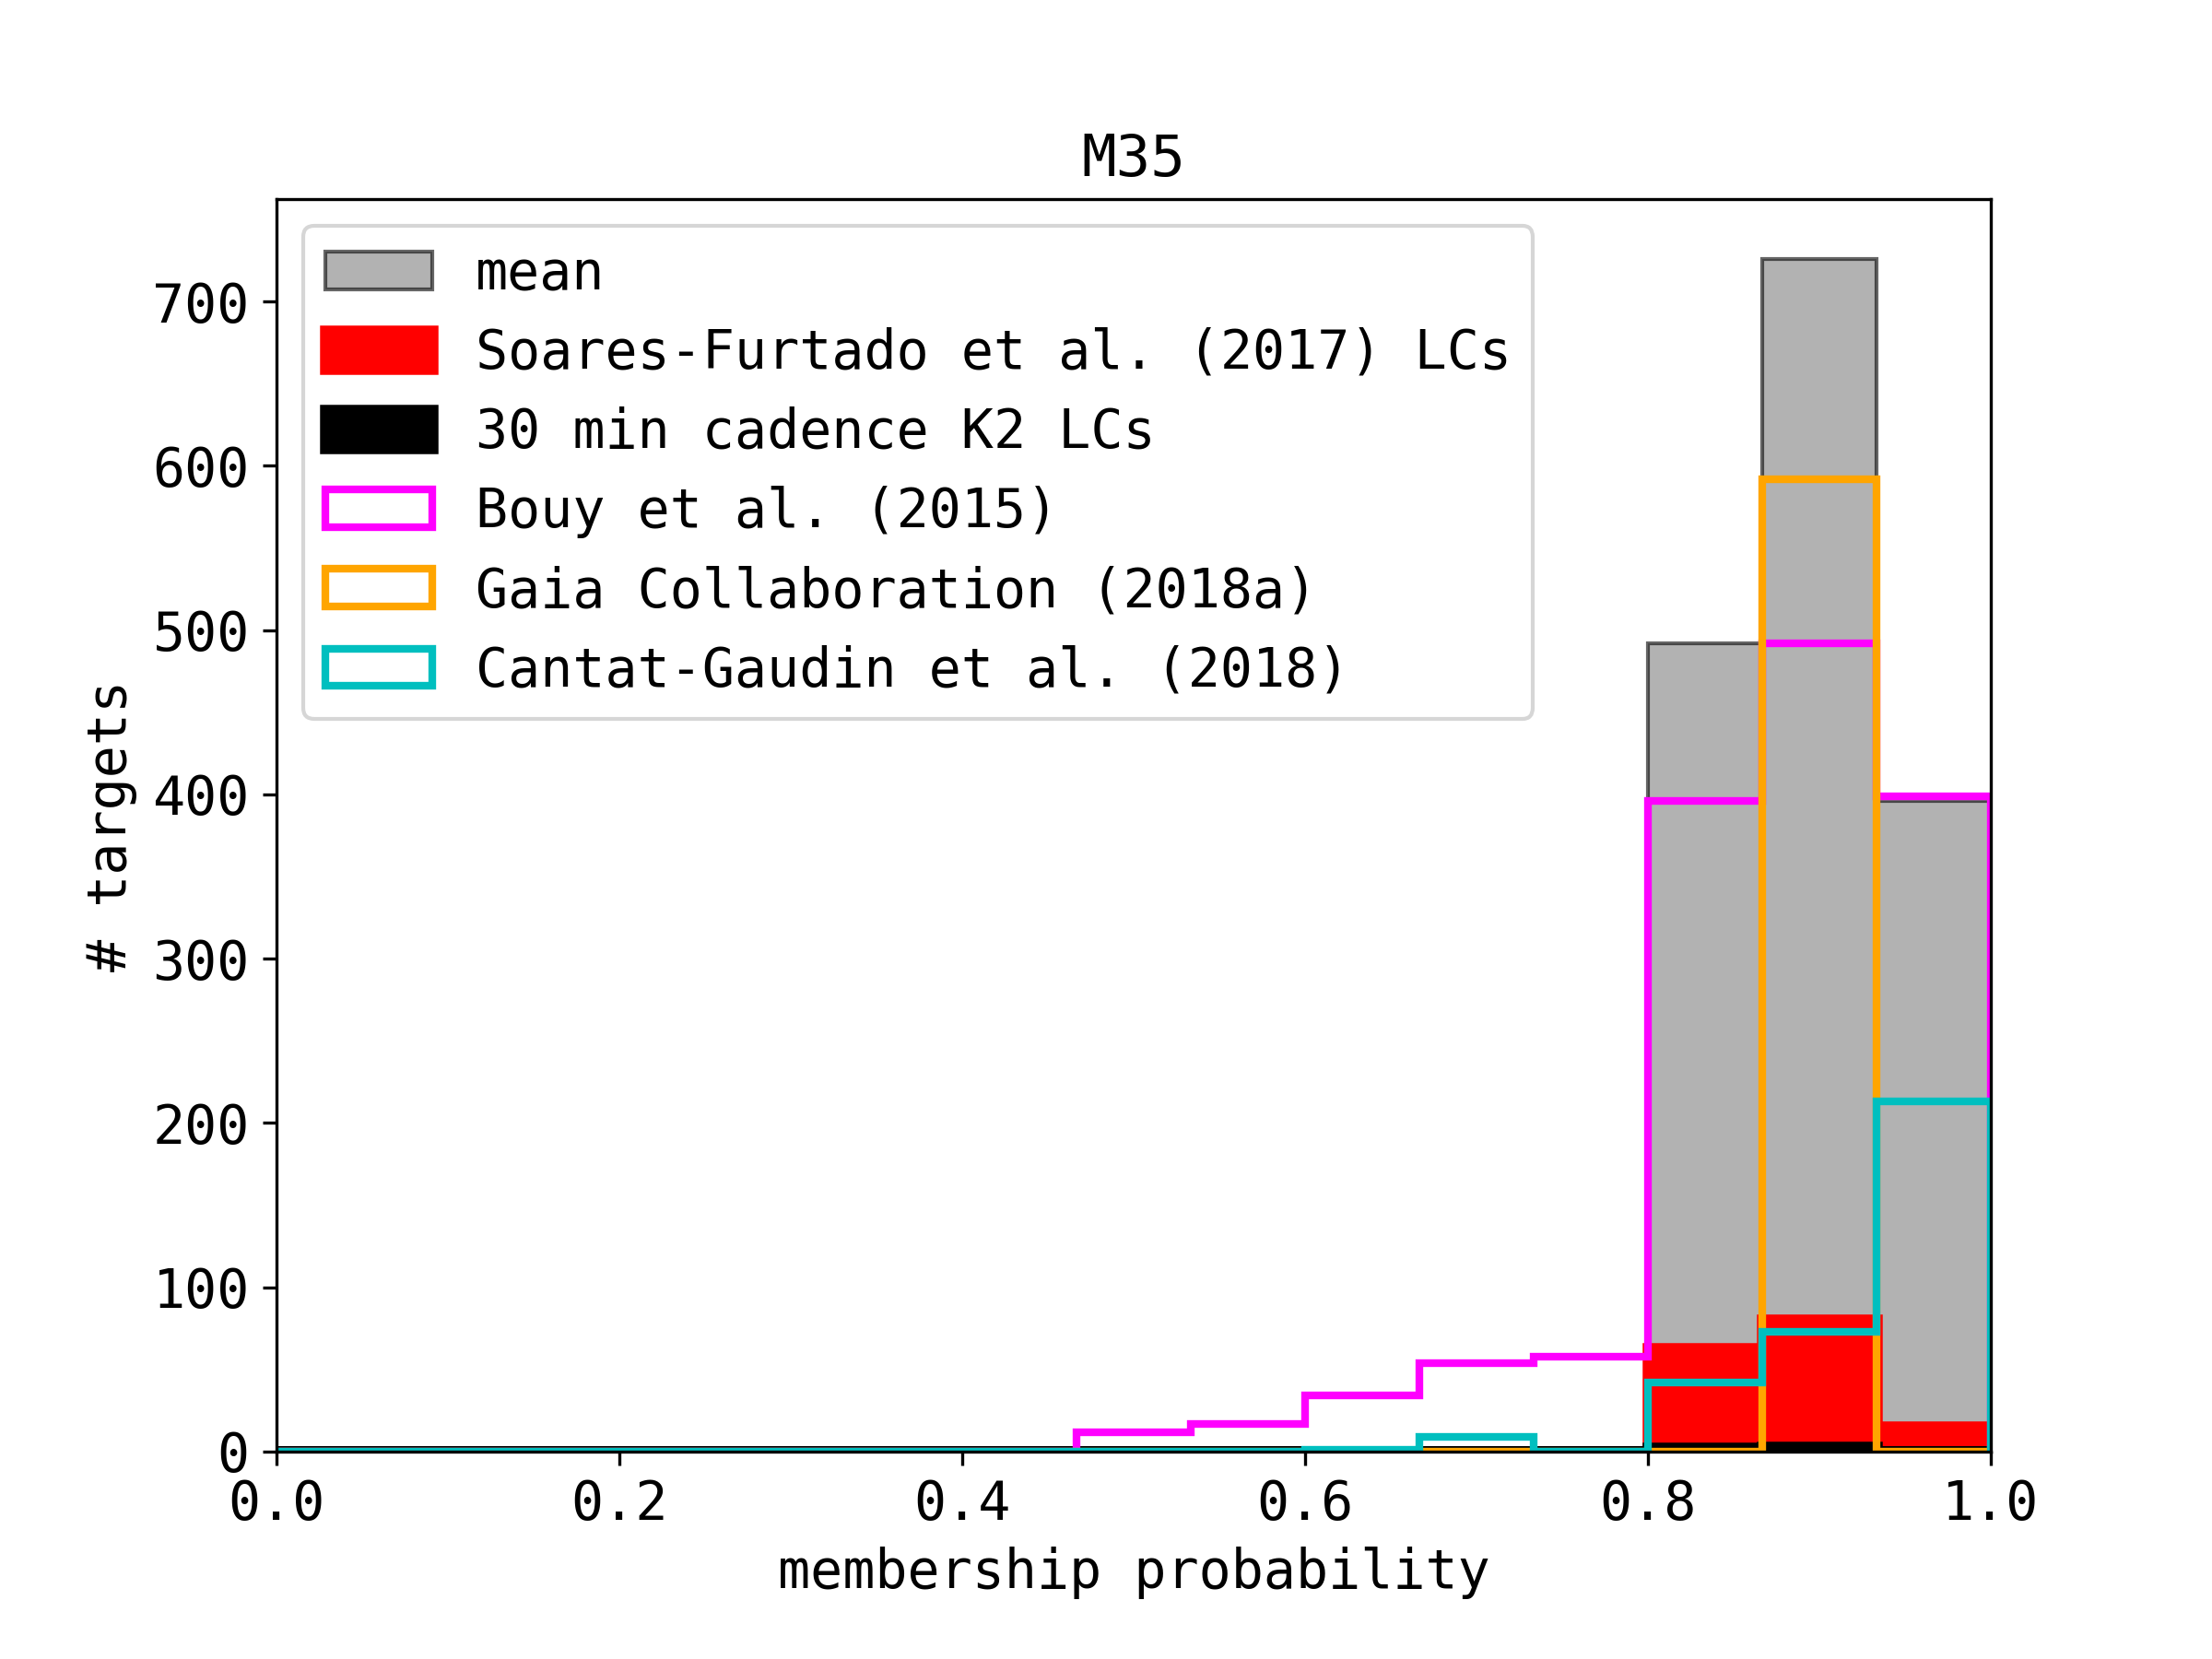 M35
mean
Soares-Furtado et al. (2017) LCs
30 min cadence K2 LCs
Bouy et al. (2015)
Gaia Collaboration (2018a)
Cantat-Gaudin et al. (2018)
# targets
700
600
500
400
300
200
100
0
0.0 0.2 0.4 0.6 0.8 1.0
membership probability